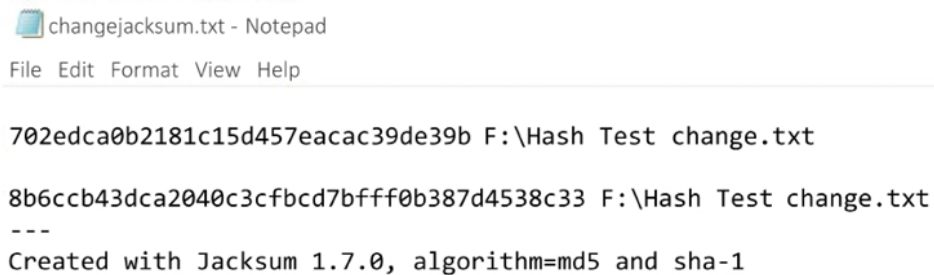 changejacksum.txt - Notepad
File Edit Format View Help
702edca0b2181c15d457eacac39de39b F:\Hash Test change.txt
8b6ccb43dca2040c3cfbcd7bfff0b387d4538c33 F:\Hash Test change.txt
---
Created with Jacksum 1.7.0, algorithm=md5 and sha-1